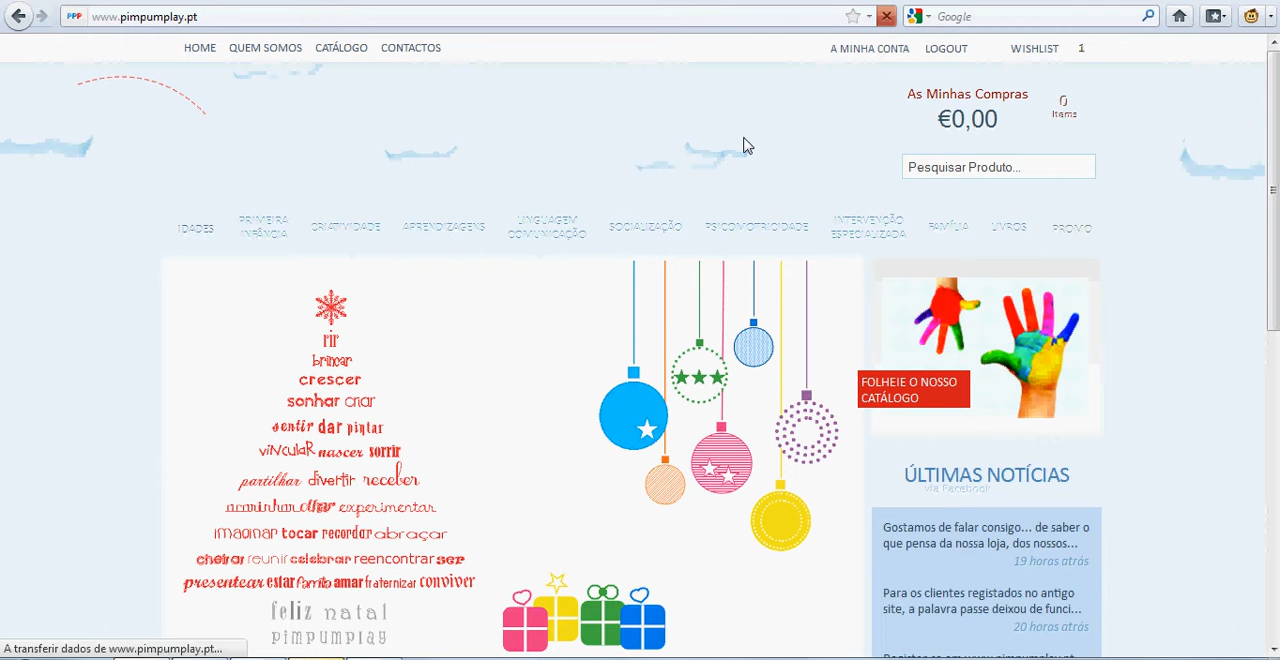 PPP www.pimpumplay.pt
Google
HOME QUEM SOMOS CATÁLOGO CONTACTOS
A MINHA CONTA LOGOUT WISHLIST 1
As Minhas Compras
€0,00
0
Items
Pesquisar Produto...
IDADES
PRIMEIRA
INFÂNCIA
CRIATIVIDADE
APRENDIZAGENS
LINGUAGEM
COMUNICAÇÃO
SOCIALIZAÇÃO
PSICOMOTRICIDADE
INTERVENÇÃO
ESPECIALIZADA
FAMÍLIA
LIVROS
PROMO
rir
brincar
crescer
sonhar criar
sentir dar pintar
vincular nascer sorrir
partilhar divertir receber
acarinhar olhar experimentar
imaginar tocar recordar abraçar
cheirar reunir celebrar reencontrar ser
presentear estar Família amar fraternizar conviver
feliz natal
pimpumplay
FOLHEIE O NOSSO
CATÁLOGO
ÚLTIMAS NOTÍCIAS
via Facebook
Gostamos de falar consigo... de saber o
que pensa da nossa loja, dos nossos...
19 horas atrás
Para os clientes registados no antigo
site, a palavra passe deixou de funci...
20 horas atrás
A transferir dados de www.pimpumplay.pt...